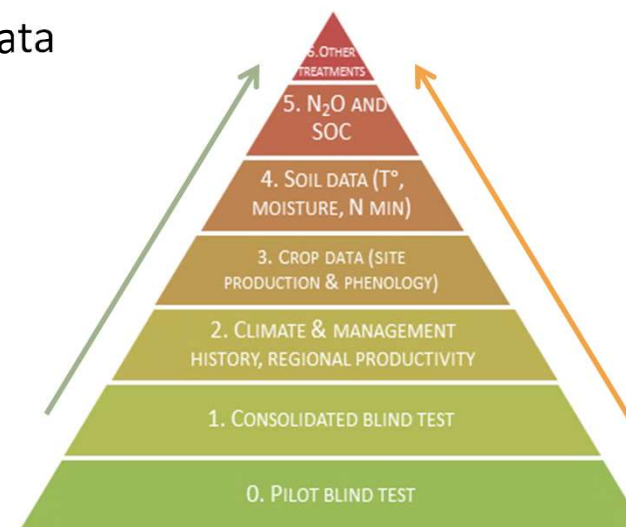 ata
6. OTHER
TREATMENTS
5. N₂O AND
SOC
4. SOIL DATA (T°,
MOISTURE, N MIN)
3. CROP DATA (SITE
PRODUCTION & PHENOLOGY)
2. CLIMATE & MANAGEMENT
HISTORY, REGIONAL PRODUCTIVITY
1. CONSOLIDATED BLIND TEST
0. PILOT BLIND TEST